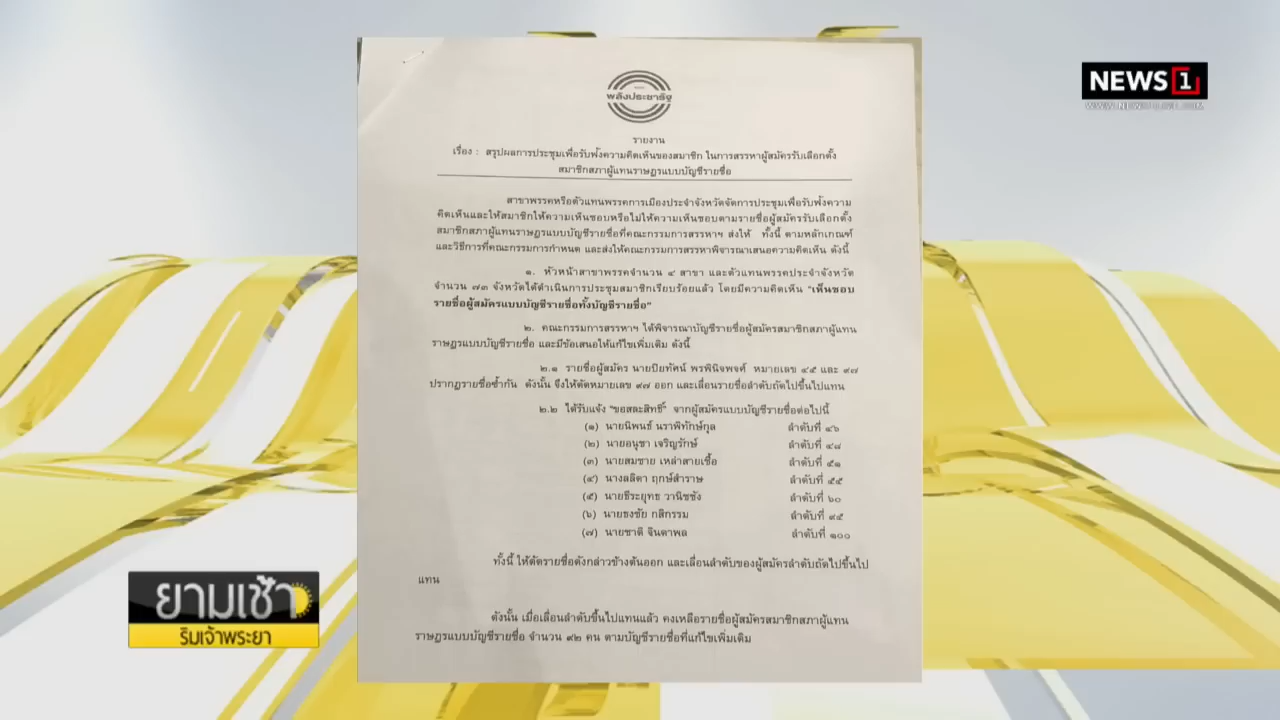 NEWS 1
พลังประชารัฐ
รายงาน
เรื่อง : สรุปผลการประชุมเพื่อรับฟังความคิดเห็นของสมาชิก ในการสรรหาผู้สมัครรับเลือกตั้ง
สมาชิกสภาผู้แทนราษฎรแบบบัญชีรายชื่อ
สาขาพรรคหรือตัวแทนพรรคการเมืองประจำจังหวัดจัดการประชุมเพื่อรับฟังความ
คิดเห็นและให้สมาชิกให้ความเห็นชอบหรือไม่ให้ความเห็นชอบตามรายชื่อผู้สมัครรับเลือกตั้ง
สมาชิกสภาผู้แทนราษฎรแบบบัญชีรายชื่อที่คณะกรรมการสรรหาฯ ส่งให้ ทั้งนี้ ตามหลักเกณฑ์
และวิธีการที่คณะกรรมการกำหนด และส่งให้คณะกรรมการสรรหาพิจารณาเสนอความคิดเห็น ดังนี้
๑. หัวหน้าสาขาพรรคจำนวน ๔ สาขา และตัวแทนพรรคประจำจังหวัด
จำนวน ๗๓ จังหวัดได้ดำเนินการประชุมสมาชิกเรียบร้อยแล้ว โดยมีความคิดเห็น "เห็นชอบ
รายชื่อผู้สมัครแบบบัญชีรายชื่อทั้งบัญชีรายชื่อ"
๒. คณะกรรมการสรรหาฯ ได้พิจารณาบัญชีรายชื่อผู้สมัครสมาชิกสภาผู้แทน
ราษฎรแบบบัญชีรายชื่อ และมีข้อเสนอให้แก้ไขเพิ่มเติม ดังนี้
๒.๑ รายชื่อผู้สมัคร นายปิยทัศน์ พรพินิจพจศ์ หมายเลข ๔๕ และ ๙๗
ปรากฏรายชื่อซ้ำกัน ดังนั้น จึงให้ตัดหมายเลข ๙๗ ออก และเลื่อนรายชื่อลำดับถัดไปขึ้นไปแทน
๒.๒ ได้รับแจ้ง "ขอสละสิทธิ์" จากผู้สมัครแบบบัญชีรายชื่อต่อไปนี้
(๑) นายนิพนธ์ นราพิทักษ์กูล ลำดับที่ ๔๖
(๒) นายอนุชา เจริญรักษ์ ลำดับที่ ๔๘
(๓) นายสมชาย เหล่าสายเชื้อ ลำดับที่ ๕๑
(๔) นางลลิตา ฤกษ์สำราษ ลำดับที่ ๕๕
(๕) นายธีระยุทธ วานิชชัง ลำดับที่ ๖๐
(๖) นายธงชัย กสิกรรม ลำดับที่ ๙๕
(๗) นายชาติ จินดาพล ลำดับที่ ๑๐๐
ทั้งนี้ ให้ตัดรายชื่อดังกล่าวข้างต้นออก และเลื่อนลำดับของผู้สมัครลำดับถัดไปขึ้นไป
แทน
ดังนั้น เมื่อเลื่อนลำดับขึ้นไปแทนแล้ว คงเหลือรายชื่อผู้สมัครสมาชิกสภาผู้แทน
ราษฎรแบบบัญชีรายชื่อ จำนวน ๙๒ คน ตามบัญชีรายชื่อที่แก้ไขเพิ่มเติม
ยามเช้า
ริมเจ้าพระยา